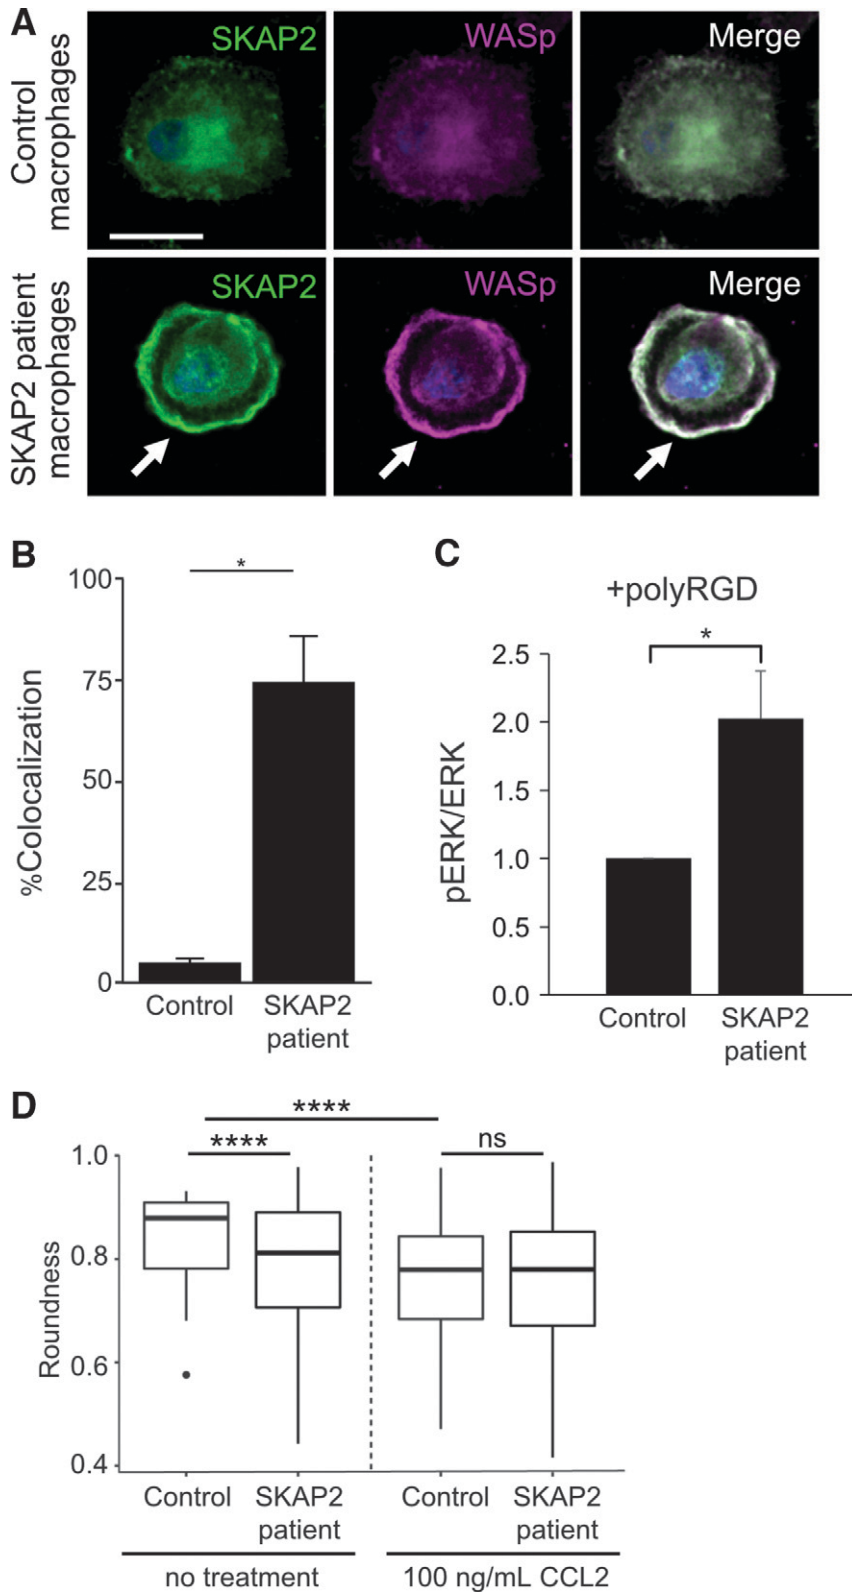 A
SKAP2
WASp
Merge
Control
macrophages
SKAP2
WASp
Merge
SKAP2 patient
macrophages
B
*
100
75
50
25
0
%Colocalization
Control
SKAP2
patient
C
+polyRGD
*
2.5
2.0
1.5
1.0
0.5
0.0
pERK/ERK
Control
SKAP2
patient
D
****
****
ns
1.0
0.8
0.6
0.4
Roundness
Control
SKAP2
patient
Control
SKAP2
patient
no treatment
100 ng/mL CCL2